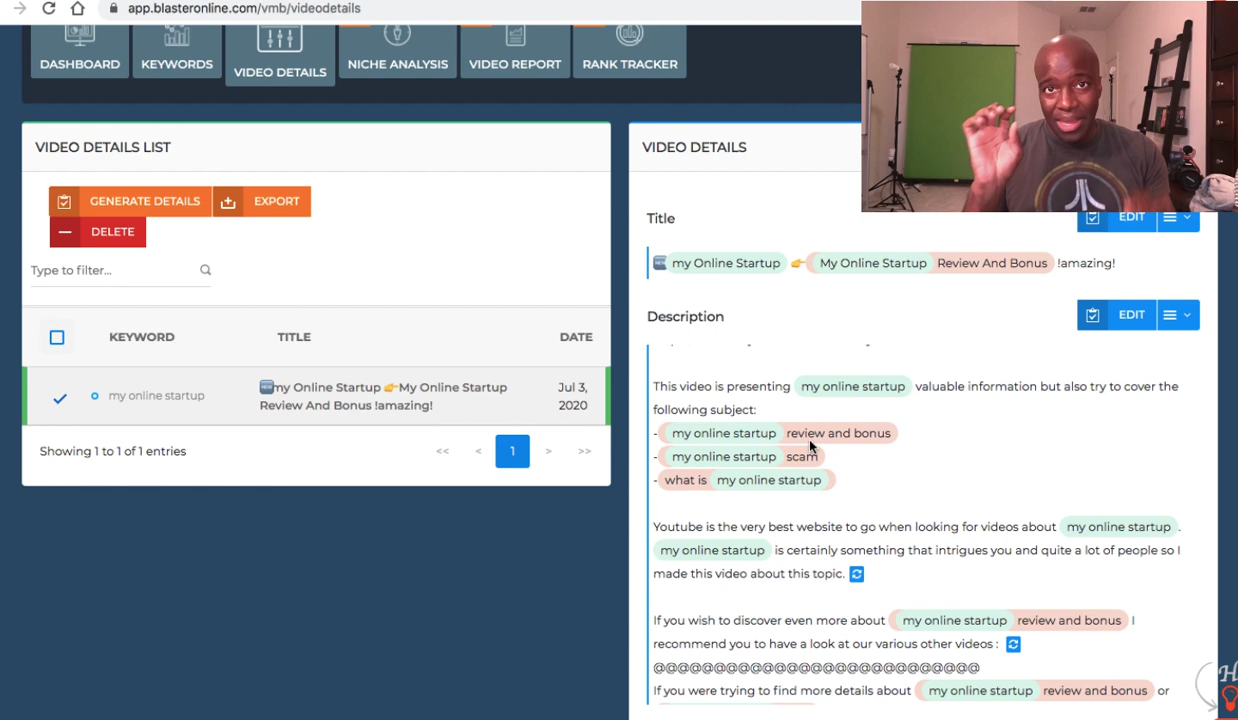 app.blasteronline.com/vmb/videodetails
DASHBOARD
KEYWORDS
VIDEO DETAILS
NICHE ANALYSIS
VIDEO REPORT
RANK TRACKER
VIDEO DETAILS LIST
GENERATE DETAILS
EXPORT
DELETE
Type to filter...
KEYWORD TITLE DATE
my online startup
my Online Startup My Online Startup
Review And Bonus !amazing!
Jul 3,
2020
Showing 1 to 1 of 1 entries
<< < 1 > >>
VIDEO DETAILS
Title
EDIT
my Online Startup My Online Startup Review And Bonus !amazing!
Description
EDIT
This video is presenting my online startup valuable information but also try to cover the
following subject:
- my online startup review and bonus
- my online startup scam
- what is my online startup
Youtube is the very best website to go when looking for videos about my online startup .
my online startup is certainly something that intrigues you and quite a lot of people so I
made this video about this topic.
If you wish to discover even more about my online startup review and bonus I
recommend you to have a look at our various other videos :
@@@@@@@@@@@@@@@@@@@@@@@@@@@
If you were trying to find more details about my online startup review and bonus or